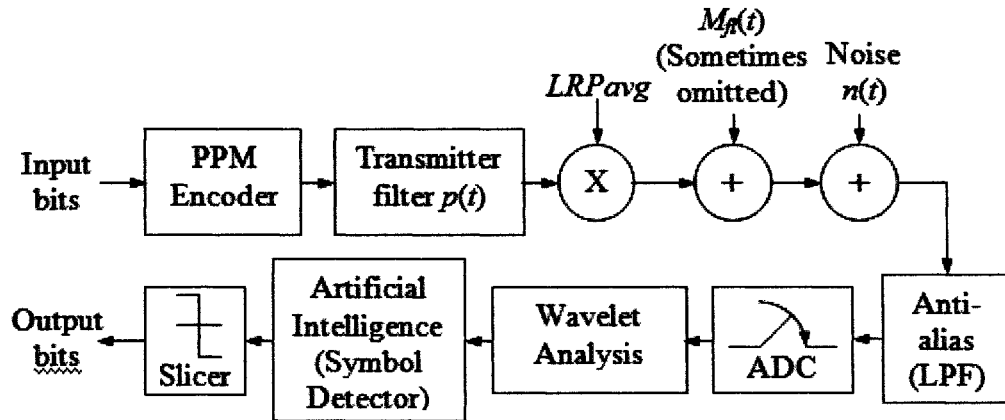 M_fl(t)
(Sometimes
omitted)
Noise
n(t)
LRPavg
Input
bits
PPM
Encoder
Transmitter
filter p(t)
X
+
+
Output
bits
Slicer
Artificial
Intelligence
(Symbol
Detector)
Wavelet
Analysis
ADC
Anti-
alias
(LPF)